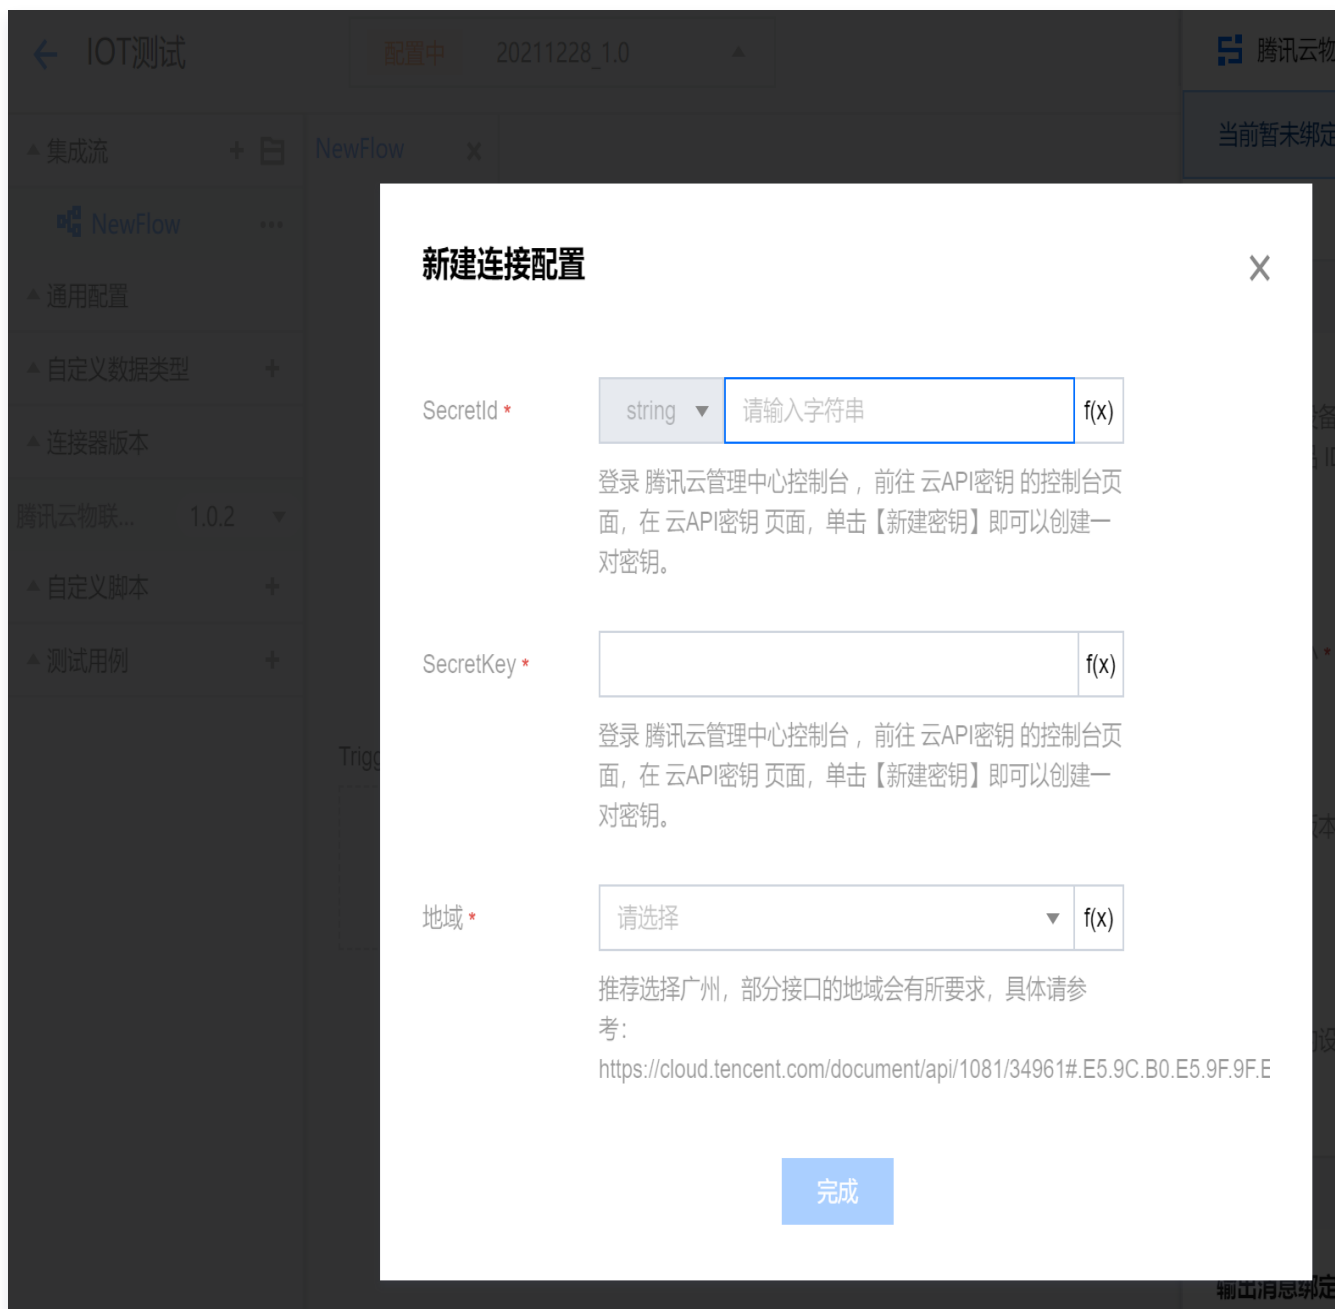 IOT测试
配置中
20211228_1.0
腾讯云物
集成流
NewFlow
当前暂未绑定
NewFlow
通用配置
自定义数据类型
连接器版本
腾讯云物联... 1.0.2
自定义脚本
测试用例
Trigg
新建连接配置
SecretId *
string
请输入字符串
f(x)
登录 腾讯云管理中心控制台 ，前往 云API密钥 的控制台页
面，在 云API密钥 页面，单击【新建密钥】即可以创建一
对密钥。
SecretKey *
f(x)
登录 腾讯云管理中心控制台 ，前往 云API密钥 的控制台页
面，在 云API密钥 页面，单击【新建密钥】即可以创建一
对密钥。
地域 *
请选择
f(x)
推荐选择广州，部分接口的地域会有所要求，具体请参
考：
https://cloud.tencent.com/document/api/1081/34961#.E5.9C.B0.E5.9F.9F.E
完成
输出消息绑定